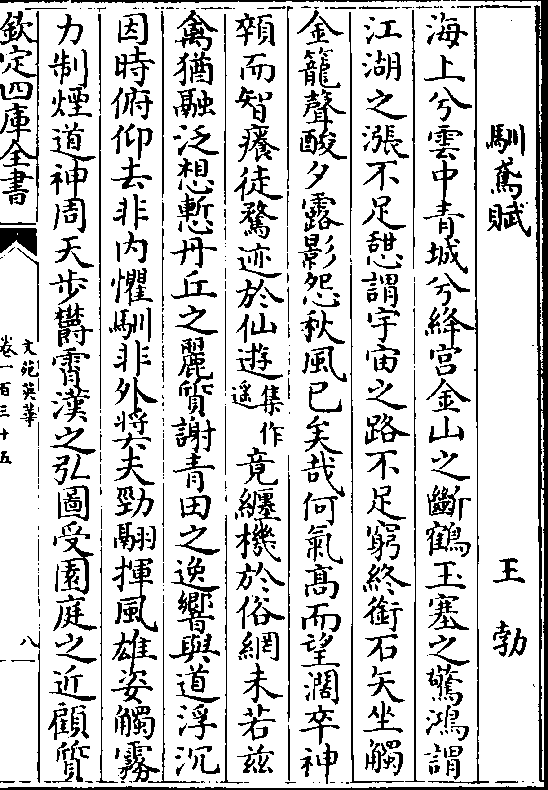 馴鳶賦　王勃
海上兮雲中青城兮絳宮金山之斷鶴玉塞之驚鴻謂
江湖之漲不足憩謂宇宙之路不足窮終銜石矢坐觸
金籠聲酸夕露影怨秋風已矣哉何氣髙而望濶卒神
顇而智癢徒驁迹於仙遊集作遥竟纒機於俗網未若兹
禽猶融泛想慙丹丘之麗質謝青田之逸響與道浮沉
因時俯仰去非内懼馴非外奬夫勁翮揮風雄姿觸霧
力制煙道神周天步欝霄漢之弘圖受園庭之近顧質
欽定四庫全書
文苑英華
卷一百三十五
八